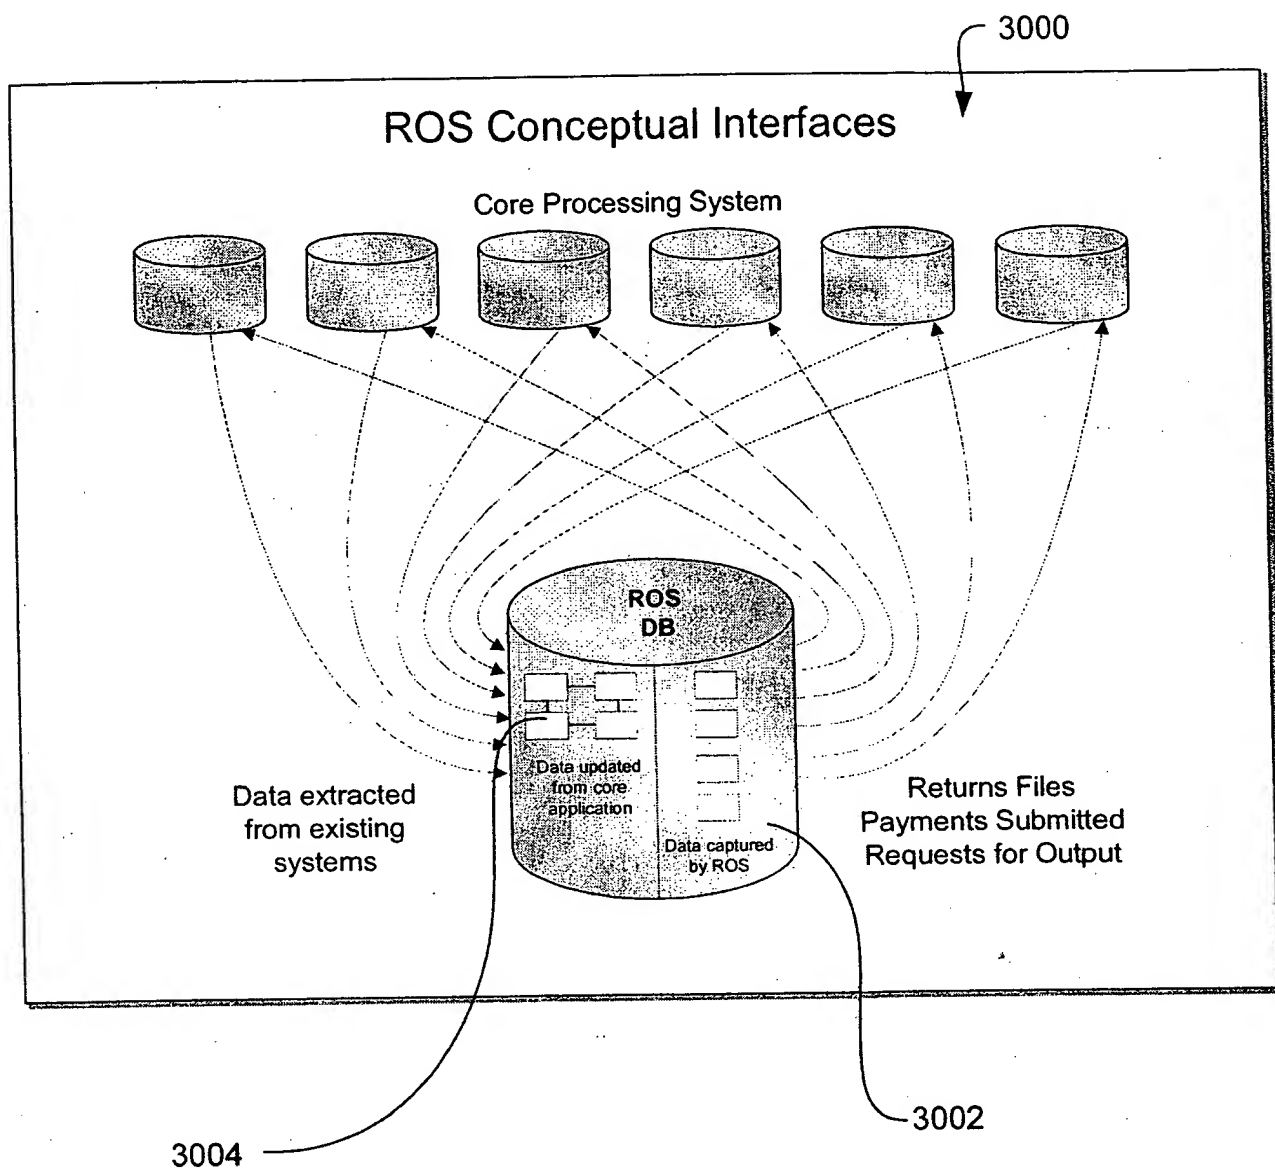 3000
ROS Conceptual Interfaces
Core Processing System
ROS
DB
Data updated
from core
application
Data captured
by ROS
Data extracted
from existing
systems
Returns Files
Payments Submitted
Requests for Output
3002
3004